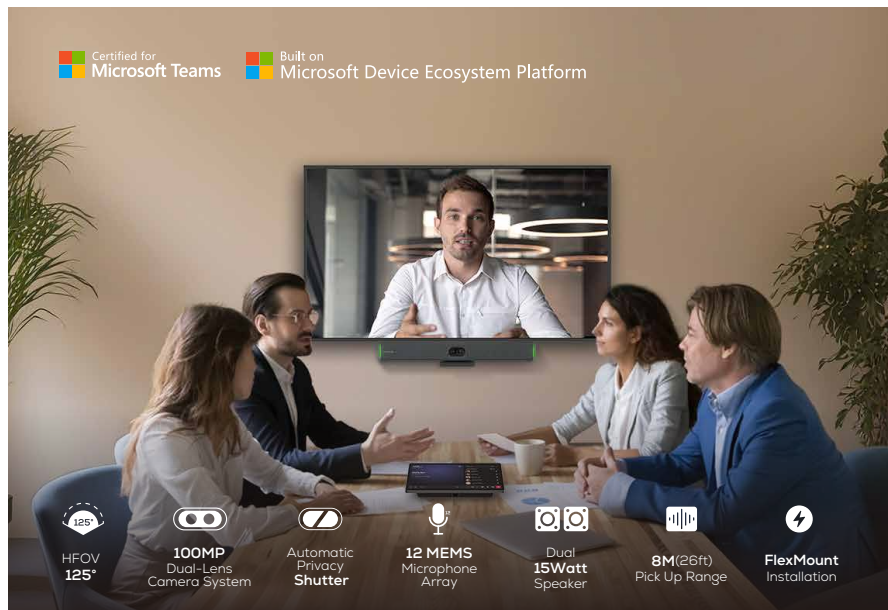 Certified for
Microsoft Teams
Built on
Microsoft Device Ecosystem Platform
125°
HFOV
125°
100MP
Dual-Lens
Camera System
Automatic
Privacy
Shutter
12 MEMS
Microphone
Array
Dual
15Watt
Speaker
8M(26ft)
Pick Up Range
FlexMount
Installation